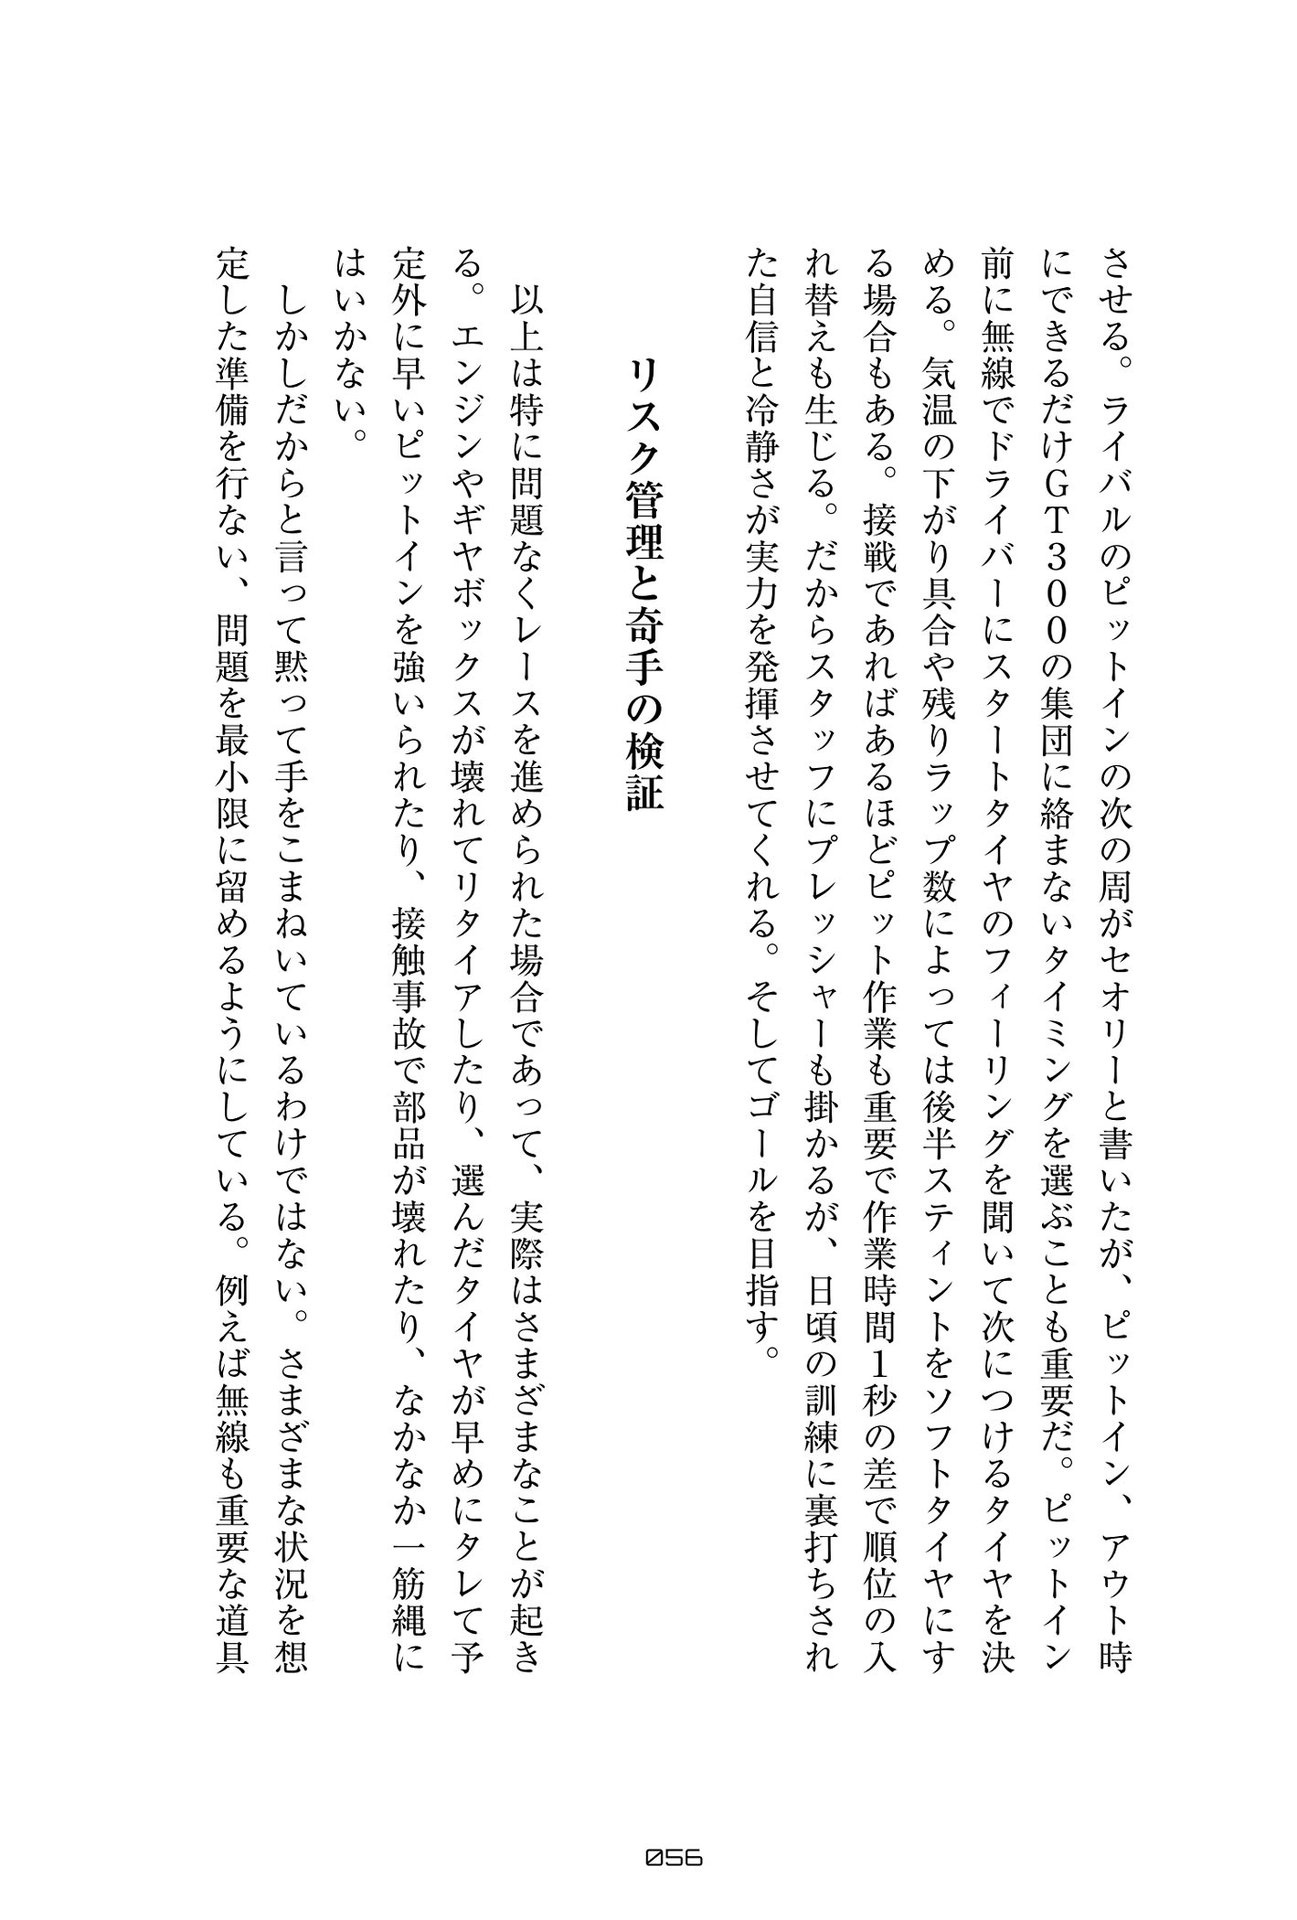 させる。ライバルのピットインの次の周がセオリーと書いたが、ピットイン、アウト時
にできるだけGT300の集団に絡まないタイミングを選ぶことも重要だ。ピットイン
前に無線でドライバーにスタートタイヤのフィーリングを聞いて次につけるタイヤを決
める。気温の下がり具合や残りラップ数によっては後半スティントをソフトタイヤにす
る場合もある。接戦であればあるほどピット作業も重要で作業時間1秒の差で順位の入
れ替えも生じる。だからスタッフにプレッシャーも掛かるが、日頃の訓練に裏打ちされ
た自信と冷静さが実力を発揮させてくれる。そしてゴールを目指す。
リスク管理と奇手の検証
以上は特に問題なくレースを進められた場合であって、実際はさまざまなことが起き
る。エンジンやギヤボックスが壊れてリタイアしたり、選んだタイヤが早めにタレて予
定外に早いピットインを強いられたり、接触事故で部品が壊れたり、なかなか一筋縄に
はいかない。
しかしだからと言って黙って手をこまねいているわけではない。さまざまな状況を想
定した準備を行ない、問題を最小限に留めるようにしている。例えば無線も重要な道具
056